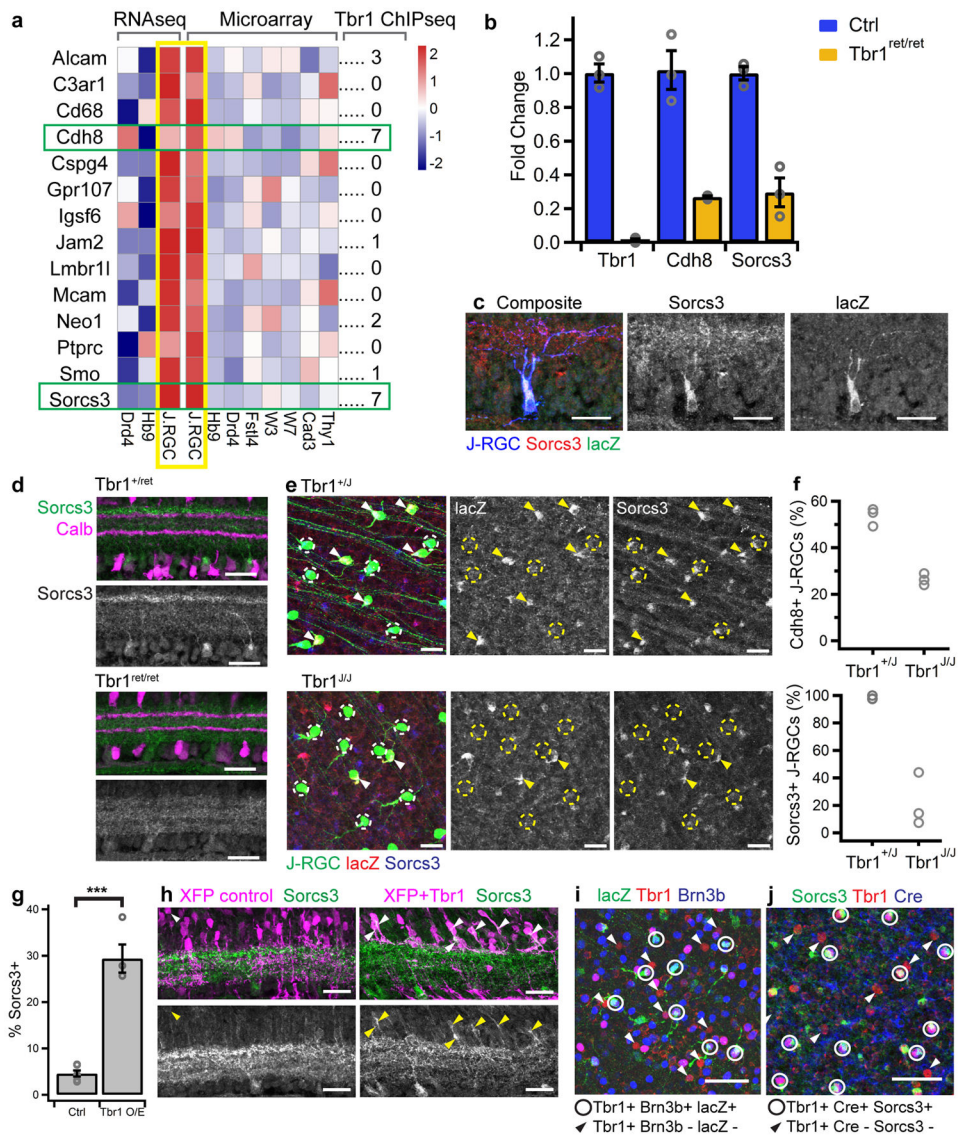 a
RNAseq Microarray Tbr1 ChIPseq
Alcam ..... 3
C3ar1 ..... 0
Cd68 ..... 0
Cdh8 ..... 7
Cspg4 ..... 0
Gpr107 ..... 0
Igsf6 ..... 0
Jam2 ..... 1
Lmbr1l ..... 0
Mcam ..... 0
Neo1 ..... 2
Ptprc ..... 0
Smo ..... 1
Sorcs3 ..... 7
2
1
0
-1
-2
Drd4 Hb9 J.RGC J.RGC Hb9 Drd4 Fstl4 W3 W7 Cad3 Thy1
b
Ctrl
Tbr1ret/ret
Fold Change
1.2
1.0
0.8
0.6
0.4
0.2
0.0
Tbr1 Cdh8 Sorcs3
c Composite Sorcs3 lacZ
J-RGC Sorcs3 lacZ
d Tbr1+/ret
Sorcs3
Calb
Sorcs3
Tbr1ret/ret
e Tbr1+/J
lacZ Sorcs3
Tbr1J/J
J-RGC lacZ Sorcs3
f
Cdh8+ J-RGCs (%)
60
40
20
0
Tbr1+/J Tbr1J/J
Sorcs3+ J-RGCs (%)
100
80
60
40
20
0
Tbr1+/J Tbr1J/J
g
***
% Sorcs3+
40
30
20
10
0
Ctrl Tbr1 O/E
h XFP control Sorcs3 XFP+Tbr1 Sorcs3
i lacZ Tbr1 Brn3b
Tbr1+ Brn3b+ lacZ+
Tbr1+ Brn3b - lacZ -
j Sorcs3 Tbr1 Cre
Tbr1+ Cre+ Sorcs3+
Tbr1+ Cre - Sorcs3 -